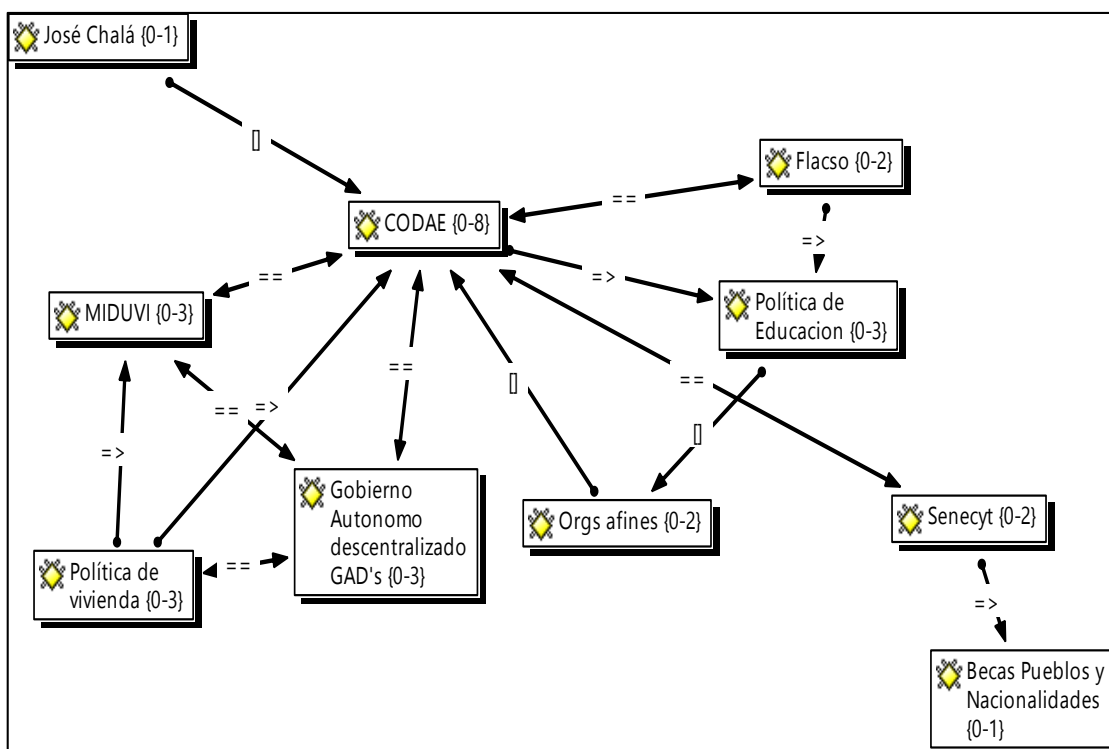 José Chalá {0-1}
[]
Flacso {0-2}
==
CODAE {0-8}
=>
==
=>
MIDUVI {0-3}
Política de
Educacion {0-3}
==
==
[]
==
=>
[]
=>
Gobierno
Autonomo
descentralizado
GAD's {0-3}
Orgs afines {0-2}
Senecyt {0-2}
Política de
vivienda {0-3}
==
=>
Becas Pueblos y
Nacionalidades
{0-1}